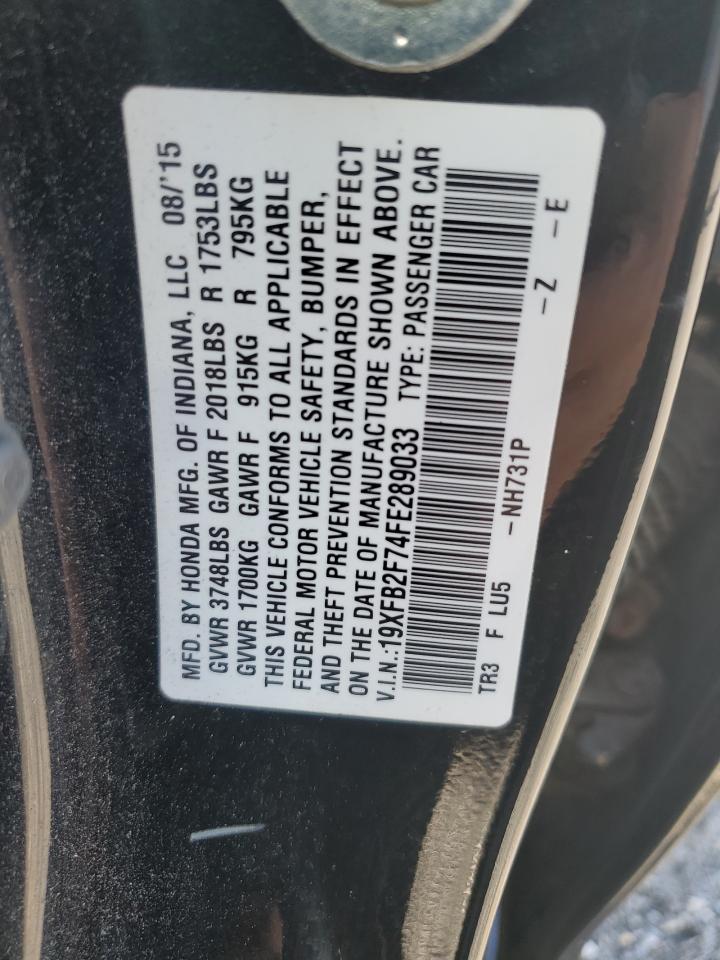 MFD. BY HONDA MFG. OF INDIANA, LLC 08/'15
GVWR 3748LBS GAWR F 2018LBS R 1753LBS
GVWR 1700KG GAWR F 915KG R 795KG
THIS VEHICLE CONFORMS TO ALL APPLICABLE
FEDERAL MOTOR VEHICLE SAFETY, BUMPER,
AND THEFT PREVENTION STANDARDS IN EFFECT
ON THE DATE OF MANUFACTURE SHOWN ABOVE.
V.I.N.:19XFB2F74FE289033 TYPE: PASSENGER CAR
TR3 F LU5 -NH731P -Z -E